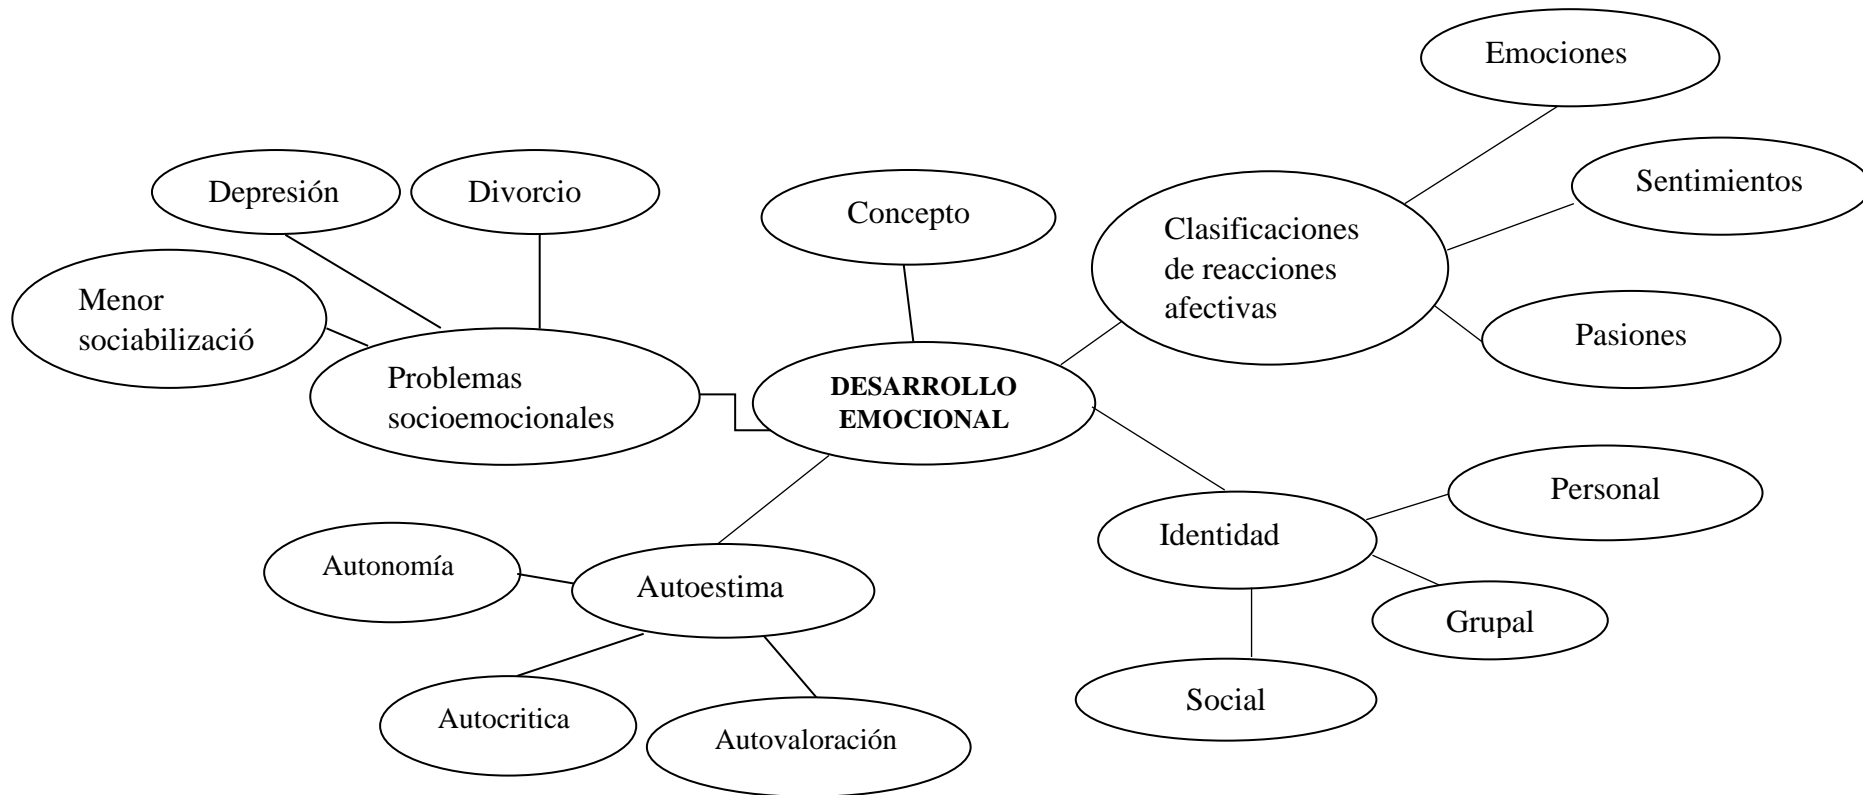 Emociones
Depresión
Divorcio
Sentimientos
Concepto
Clasificaciones
de reacciones
afectivas
Menor
sociabilizació
Pasiones
Problemas
socioemocionales
DESARROLLO
EMOCIONAL
Personal
Identidad
Autonomía
Autoestima
Grupal
Social
Autocritica
Autovaloración